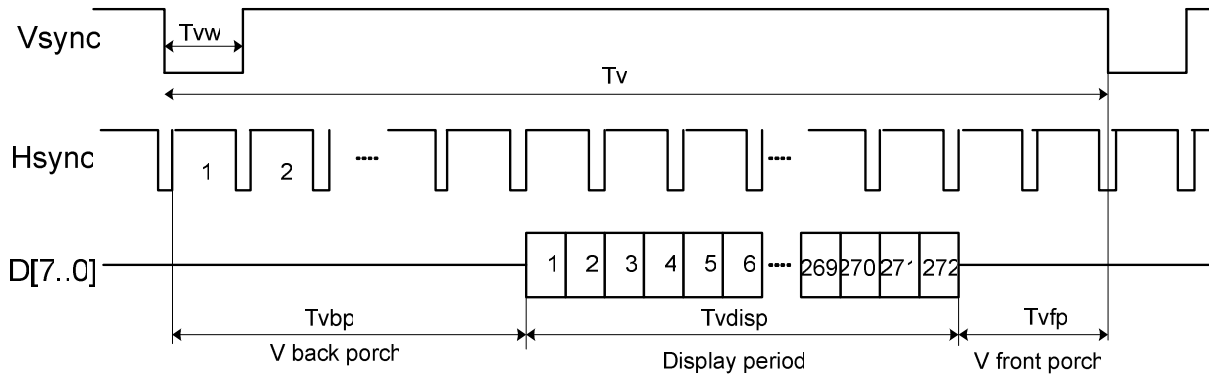 Vsync
Tvw
Tv
Hsync
1 2 ....
....
D[7..0]
1 2 3 4 5 6 .... 269 270 271 272
Tvbp Tvdisp Tvfp
V back porch Display period V front porch